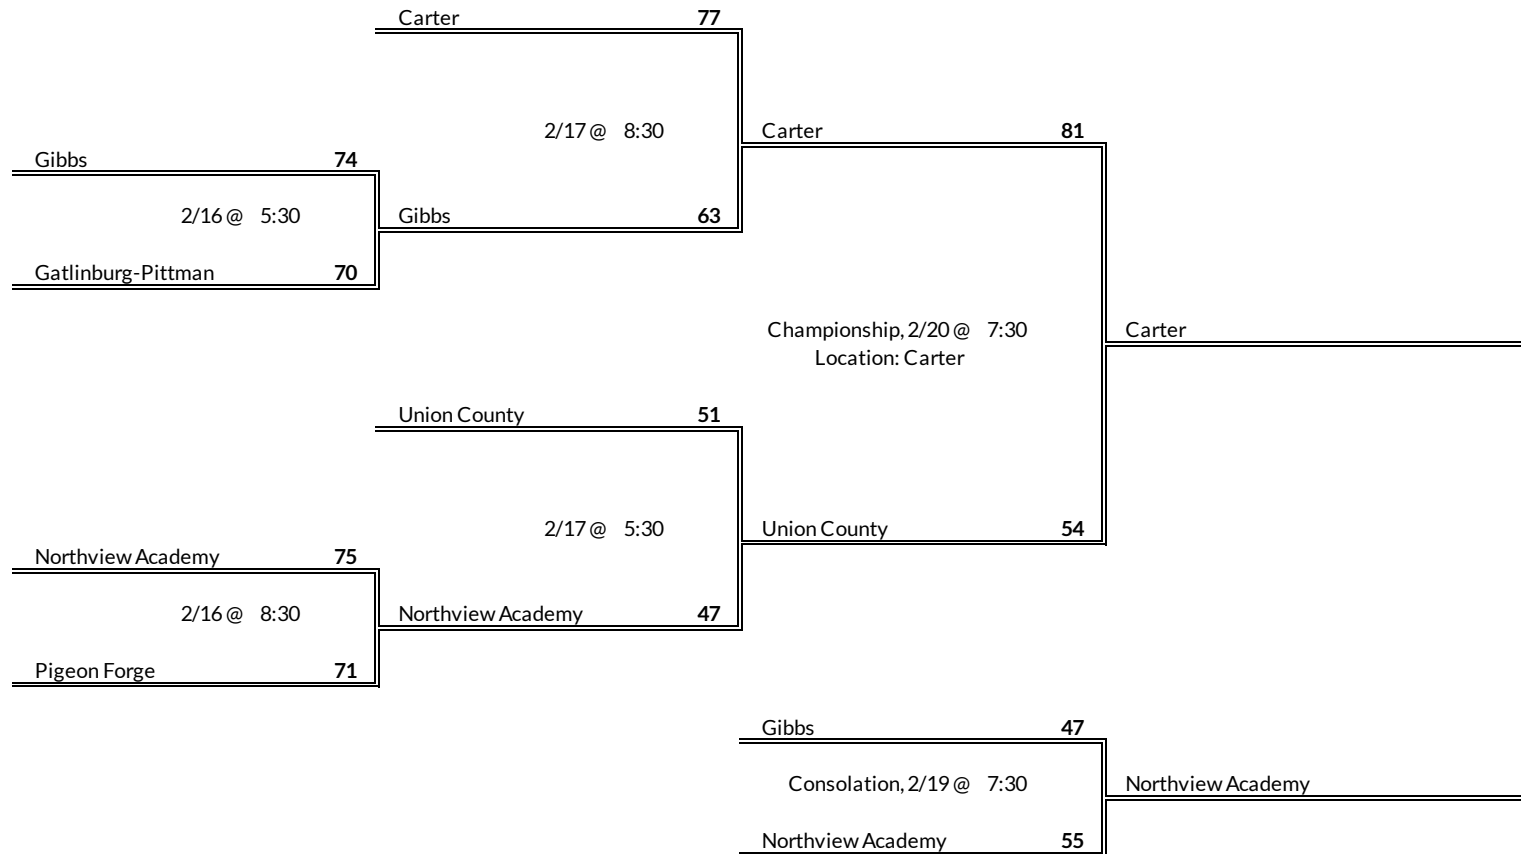 Carter 77
2/17 @ 8:30
Carter 81
Gibbs 74
2/16 @ 5:30
Gibbs 63
Gatlinburg-Pittman 70
Championship, 2/20 @ 7:30
Carter
Location: Carter
Union County 51
2/17 @ 5:30
Union County 54
Northview Academy 75
2/16 @ 8:30
Northview Academy 47
Pigeon Forge 71
Gibbs 47
Consolation, 2/19 @ 7:30
Northview Academy
Northview Academy 55